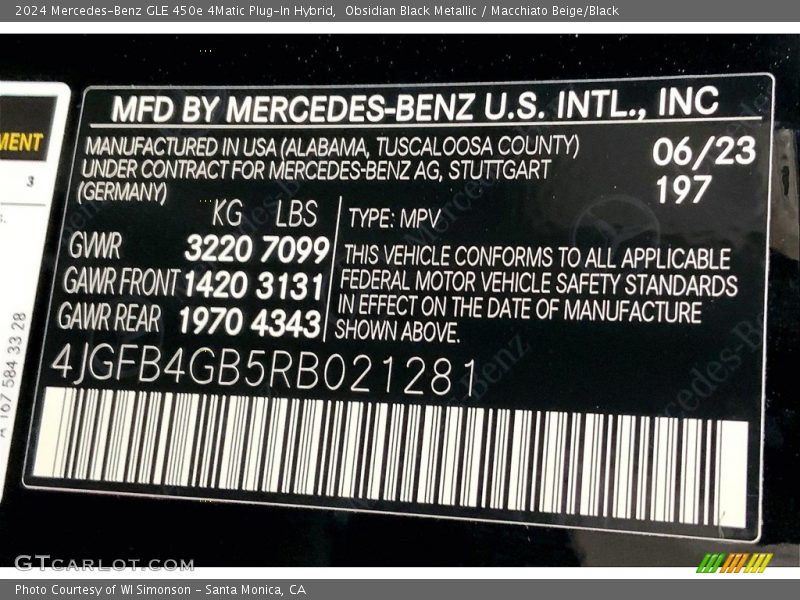 2024 Mercedes-Benz GLE 450e 4Matic Plug-In Hybrid,  Obsidian Black Metallic / Macchiato Beige/Black
MENT
3
A 167 584 33 28
MFD BY MERCEDES-BENZ U.S. INTL., INC
MANUFACTURED IN USA (ALABAMA, TUSCALOOSA COUNTY)
UNDER CONTRACT FOR MERCEDES-BENZ AG, STUTTGART
(GERMANY)
06/23
197
KG LBS
GVWR 3220 7099
GAWR FRONT 1420 3131
GAWR REAR 1970 4343
TYPE: MPV
THIS VEHICLE CONFORMS TO ALL APPLICABLE
FEDERAL MOTOR VEHICLE SAFETY STANDARDS
IN EFFECT ON THE DATE OF MANUFACTURE
SHOWN ABOVE.
4JGFB4GB5RB021281
GTCARLOT.COM
Photo Courtesy of WI Simonson - Santa Monica, CA